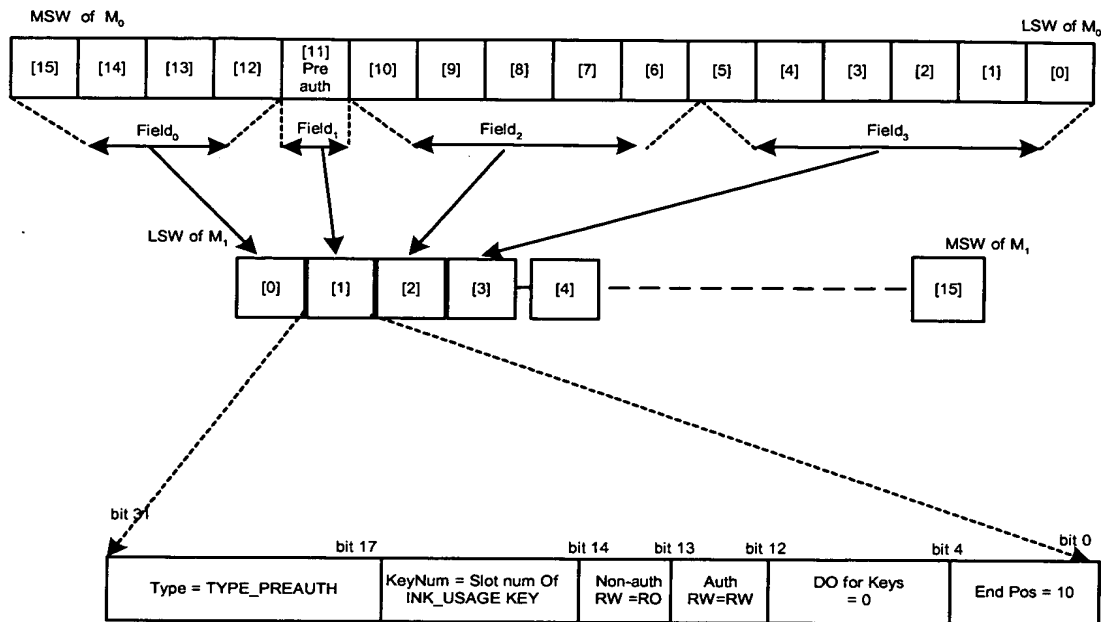 MSW of M0
LSW of M0
[15] [14] [13] [12] [11] Pre auth [10] [9] [8] [7] [6] [5] [4] [3] [2] [1] [0]
Field0 Field1 Field2 Field3
LSW of M1
MSW of M1
[0] [1] [2] [3] [4] [15]
bit 31
bit 17
bit 14
bit 13
bit 12
bit 4
bit 0
Type = TYPE_PREAUTH
KeyNum = Slot num Of
INK_USAGE KEY
Non-auth
RW =RO
Auth
RW=RW
DO for Keys
= 0
End Pos = 10